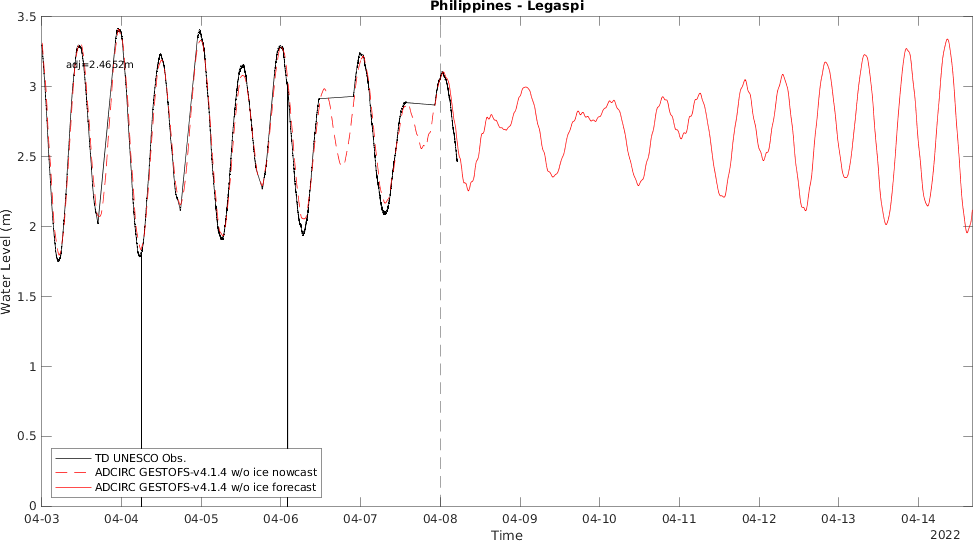 Philippines - Legaspi
3.5
3
2.5
2
1.5
1
0.5
0
Water Level (m)
adj=2.4652m
TD UNESCO Obs.
ADCIRC GESTOFS-v4.1.4 w/o ice nowcast
ADCIRC GESTOFS-v4.1.4 w/o ice forecast
04-03 04-04 04-05 04-06 04-07 04-08 04-09 04-10 04-11 04-12 04-13 04-14
Time
2022